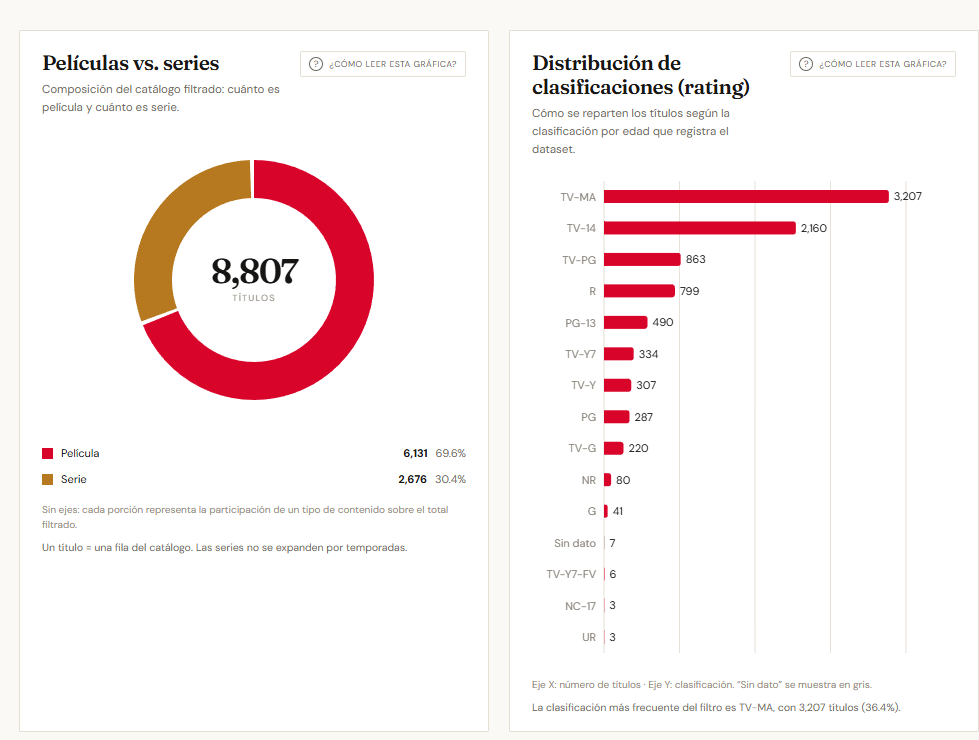 Películas vs. series
? ¿CÓMO LEER ESTA GRÁFICA?
Composición del catálogo filtrado: cuánto es
película y cuánto es serie.
8,807
TÍTULOS
Película 6,131 69.6%
Serie 2,676 30.4%
Sin ejes: cada porción representa la participación de un tipo de contenido sobre el total
filtrado.
Un título = una fila del catálogo. Las series no se expanden por temporadas.
Distribución de
clasificaciones (rating)
? ¿CÓMO LEER ESTA GRÁFICA?
Cómo se reparten los títulos según la
clasificación por edad que registra el
dataset.
TV-MA 3,207
TV-14 2,160
TV-PG 863
R 799
PG-13 490
TV-Y7 334
TV-Y 307
PG 287
TV-G 220
NR 80
G 41
Sin dato 7
TV-Y7-FV 6
NC-17 3
UR 3
Eje X: número de títulos · Eje Y: clasificación. “Sin dato” se muestra en gris.
La clasificación más frecuente del filtro es TV-MA, con 3,207 títulos (36.4%).